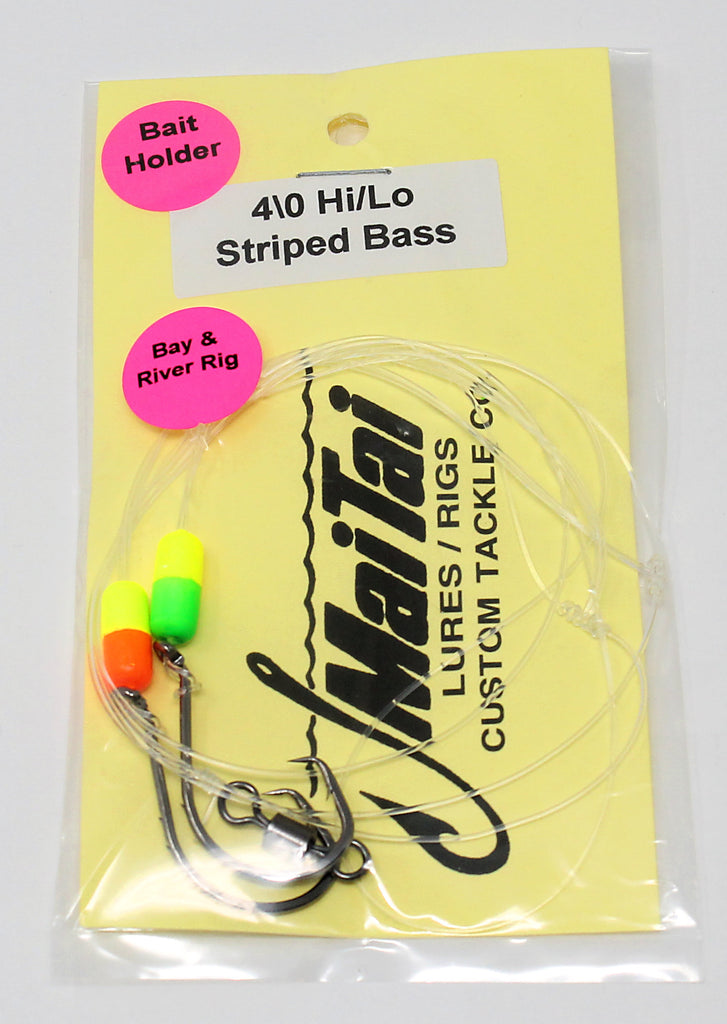 Bait
Holder
4\0 Hi/Lo
Striped Bass
Bay &
River Rig
MaiTai
LURES / RIGS
CUSTOM TACKLE CO.